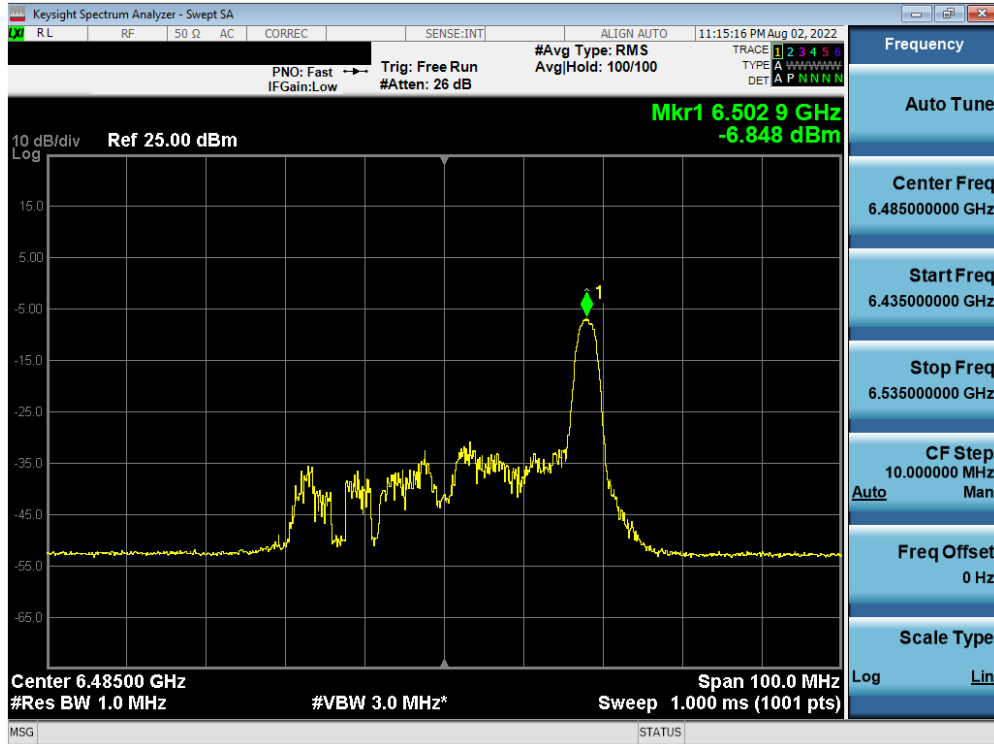 Keysight Spectrum Analyzer - Swept SA
LXI RL RF 50 Ω AC CORREC SENSE:INT ALIGN AUTO 11:15:16 PM Aug 02, 2022
PNO: Fast
IFGain:Low
Trig: Free Run
#Atten: 26 dB
#Avg Type: RMS
Avg|Hold: 100/100
TRACE 1 2 3 4 5 6
TYPE A WWWWW
DET A P N N N N
Mkr1 6.502 9 GHz
-6.848 dBm
10 dB/div Ref 25.00 dBm
Log
15.0
5.00
-5.00
-15.0
-25.0
-35.0
-45.0
-55.0
-65.0
1
Center 6.48500 GHz Span 100.0 MHz
#Res BW 1.0 MHz #VBW 3.0 MHz* Sweep 1.000 ms (1001 pts)
MSG STATUS
Frequency
Auto Tune
Center Freq
6.485000000 GHz
Start Freq
6.435000000 GHz
Stop Freq
6.535000000 GHz
CF Step
10.000000 MHz
Auto Man
Freq Offset
0 Hz
Scale Type
Log Lin